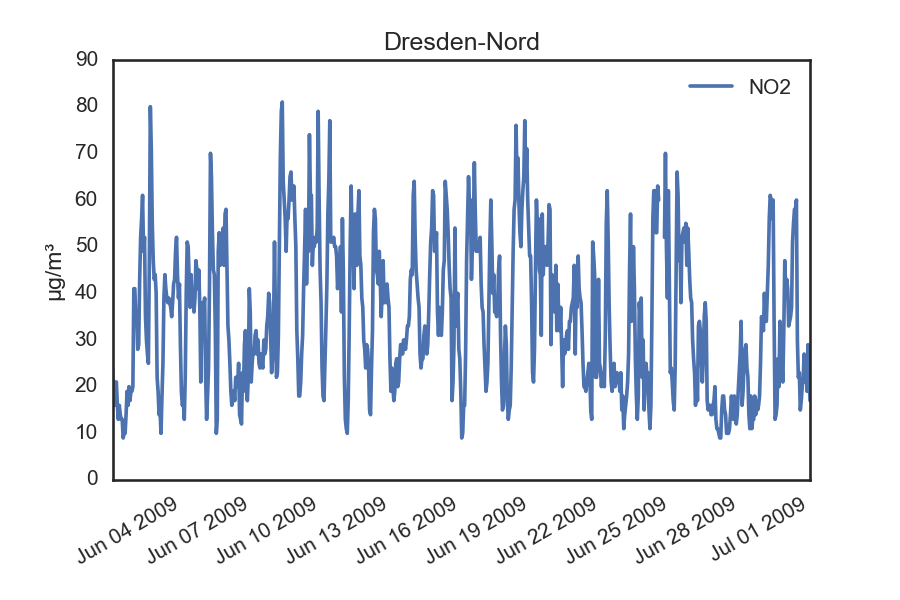 Dresden-Nord
90
80
70
60
50
40
30
20
10
0
µg/m³
NO2
Jun 04 2009
Jun 07 2009
Jun 10 2009
Jun 13 2009
Jun 16 2009
Jun 19 2009
Jun 22 2009
Jun 25 2009
Jun 28 2009
Jul 01 2009